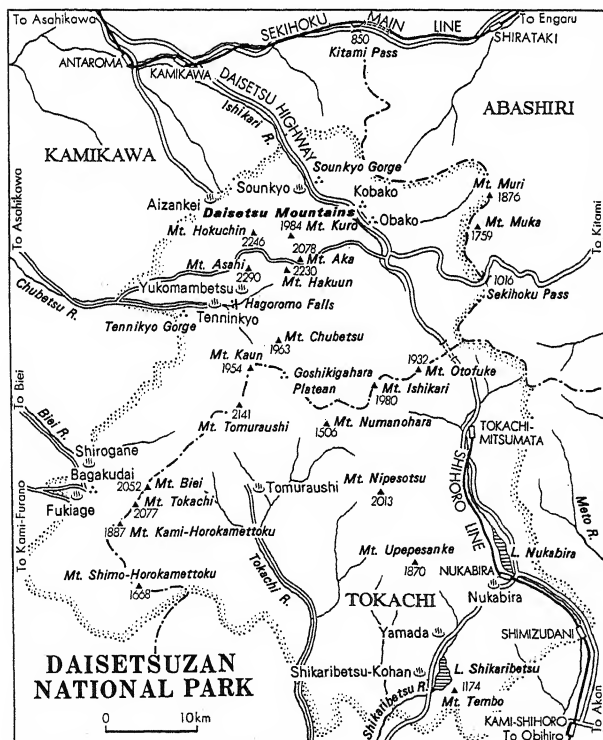 To Asahikawa
SEKIHOKU MAIN LINE
To Engaru
SHIRATAKI
850
Kitami Pass
ANTAROMA
KAMIKAWA
DAISETSU HIGHWAY
Ishikari R.
ABASHIRI
KAMIKAWA
Sounkyo Gorge
Mt. Muri
1876
Sounkyo
Kobako
Aizankei
Obako
Daisetsu Mountains
Mt. Hokuchin
1984
Mt. Kuro
Mt. Muka
1759
2246
2078
To Asahikawa
Mt. Asahi
Mt. Aka
To Kitami
2290
2230
Mt. Hakuun
1016
Sekihoku Pass
Yukomambetsu
Chubetsu R.
Hagoromo Falls
Tenninkyo
Tennikyo Gorge
Mt. Chubetsu
1963
Mt. Kaun
1954
Goshikigahara
Platean
1932
Mt. Otofuke
Mt. Ishikari
1980
To Biei
2141
Mt. Tomuraushi
Mt. Numanohara
1506
TOKACHI-
MITSUMATA
Biei R.
Shirogane
Bagakudai
2052
Mt. Biei
Tomuraushi
Mt. Nipesotsu
2013
SHIHORO
LINE
Fukiage
2077
Mt. Tokachi
1887
Mt. Kami-Horokamettoku
Meto R.
To Kami-Furano
Mt. Shimo-Horokamettoku
1668
Tokachi R.
Mt. Upepesanke
1870
L. Nukabira
NUKABIRA
Nukabira
TOKACHI
Yamada
SHIMIZUDANI
DAISETSUZAN
NATIONAL PARK
Shikaribetsu-Kohan
L. Shikaribetsu
Shikaribetsu R.
1174
Mt. Tembo
To Akan
0 10km
KAMI-SHIHORO
To Obihiro